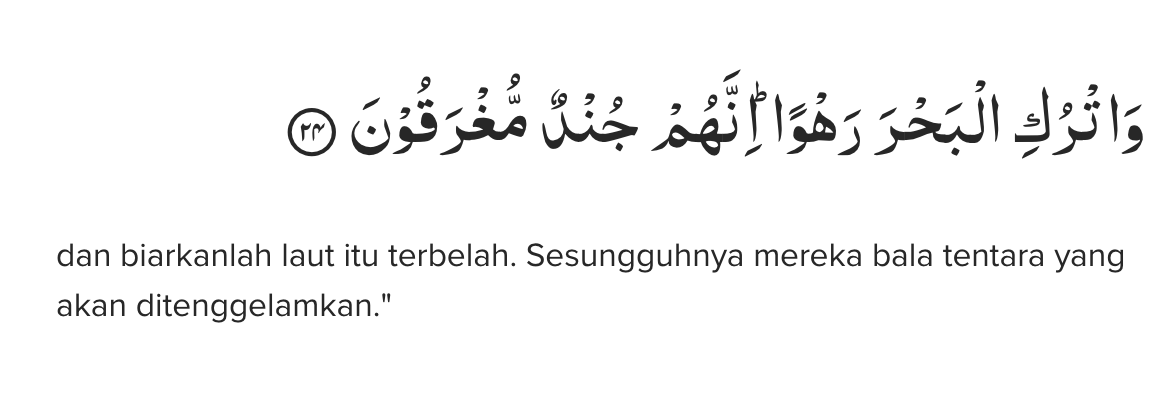 وَاتْرُكِ الْبَحْرَ رَهْوًاۗ اِنَّهُمْ جُنْدٌ مُّغْرَقُوْنَ ۝٢٤
dan biarkanlah laut itu terbelah. Sesungguhnya mereka bala tentara yang
akan ditenggelamkan."